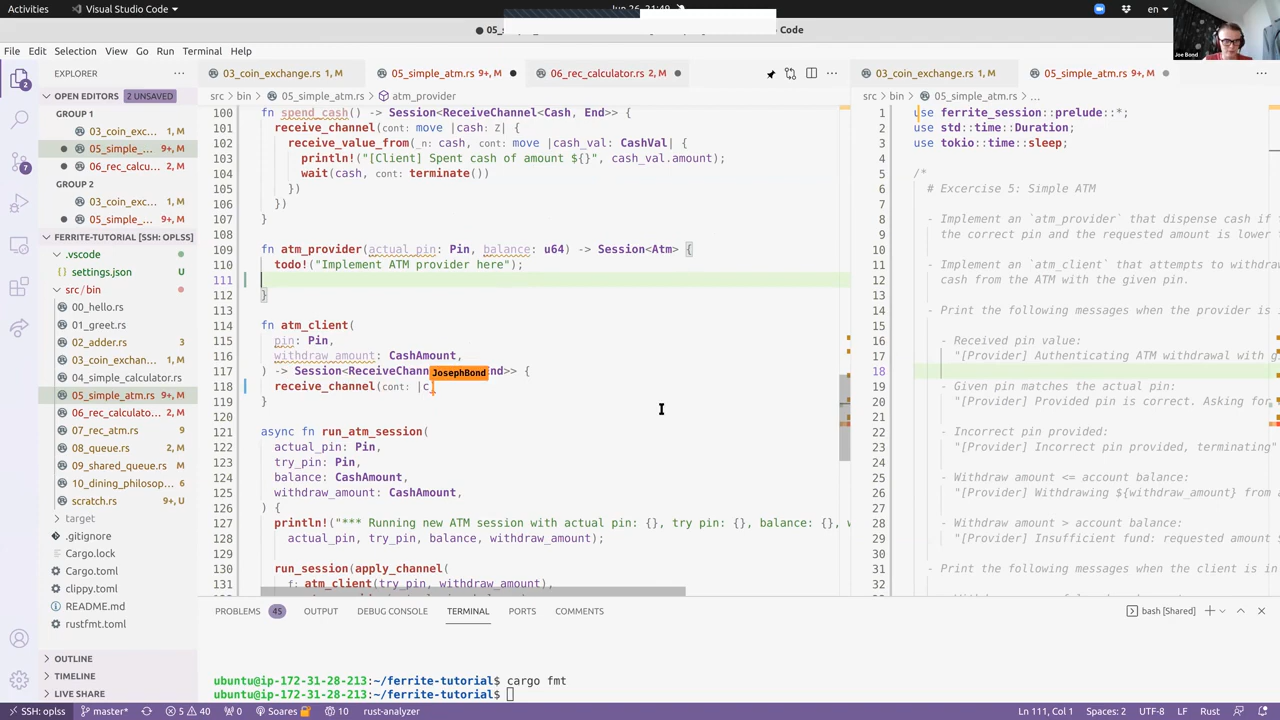 Activities
Visual Studio Code
Jun 26 21:49
en
● 05_s
Code
Joe Bond
File Edit Selection View Go Run Terminal Help
EXPLORER
03_coin_exchange.rs 1, M
05_simple_atm.rs 9+, M
06_rec_calculator.rs 2, M
03_coin_exchange.rs 1, M
05_simple_atm.rs 9+, M
OPEN EDITORS 2 UNSAVED
GROUP 1
03_coin_exc... 1, M
05_simple_... 9+, M
06_rec_calcu... 2, M
GROUP 2
03_coin_exc... 1, M
05_simple_... 9+, M
FERRITE-TUTORIAL [SSH: OPLSS]
.vscode
settings.json U
src/bin
00_hello.rs
01_greet.rs
02_adder.rs M
03_coin_exchan... 1, M
04_simple_calculator.rs
05_simple_atm.rs 9+, M
06_rec_calculato... 2, M
07_rec_atm.rs 9
08_queue.rs M
09_shared_queue.rs M
10_dining_philosop... 6
scratch.rs 9+, U
target
.gitignore
Cargo.lock
Cargo.toml
clippy.toml
README.md
rustfmt.toml
OUTLINE
TIMELINE
LIVE SHARE
src > bin > 05_simple_atm.rs > atm_provider
100 fn spend_cash() -> Session<ReceiveChannel<Cash, End>> {
101 receive_channel(cont: move |cash: Z| {
102 receive_value_from(_n: cash, cont: move |cash_val: CashVal| {
103 println!("[Client] Spent cash of amount ${}", cash_val.amount);
104 wait(cash, cont: terminate())
105 })
106 })
107 }
108
109 fn atm_provider(actual_pin: Pin, balance: u64) -> Session<Atm> {
110 todo!("Implement ATM provider here");
111
112 }
113
114 fn atm_client(
115 pin: Pin,
116 withdraw_amount: CashAmount,
117 ) -> Session<ReceiveChann JosephBond nd>> {
118 receive_channel(cont: |c
119 }
120
121 async fn run_atm_session(
122 actual_pin: Pin,
123 try_pin: Pin,
124 balance: CashAmount,
125 withdraw_amount: CashAmount,
126 ) {
127 println!("*** Running new ATM session with actual pin: {}, try pin: {}, balance: {}, w
128 actual_pin, try_pin, balance, withdraw_amount);
129
130 run_session(apply_channel(
131 f: atm_client(try_pin, withdraw_amount),
src > bin > 05_simple_atm.rs > ...
1 use ferrite_session::prelude::*;
2 use std::time::Duration;
3 use tokio::time::sleep;
4
5 /*
6 # Excercise 5: Simple ATM
7
8 - Implement an `atm_provider` that dispense cash if
9 the correct pin and the requested amount is lower t
10
11 - Implement an `atm_client` that attempts to withdraw
12 cash from the ATM with the given pin.
13
14 - Print the following messages when the provider is i
15
16 - Received pin value:
17 "[Provider] Authenticating ATM withdrawal with gi
18
19 - Given pin matches the actual pin:
20 "[Provider] Provided pin is correct. Asking for
21
22 - Incorrect pin provided:
23 "[Provider] Incorrect pin provided, terminating"
24
25 - Withdraw amount <= account balance:
26 "[Provider] Withdrawing ${withdraw_amount} from a
27
28 - Withdraw amount > account balance:
29 "[Provider] Insufficient fund: requested amount $
30
31 - Print the following messages when the client is in
32
PROBLEMS 45 OUTPUT DEBUG CONSOLE TERMINAL PORTS COMMENTS
bash [Shared]
ubuntu@ip-172-31-28-213:~/ferrite-tutorial$ cargo fmt
ubuntu@ip-172-31-28-213:~/ferrite-tutorial$
SSH: oplss master* 5 40 0 Soares 10 rust-analyzer
Ln 111, Col 1 Spaces: 2 UTF-8 LF Rust